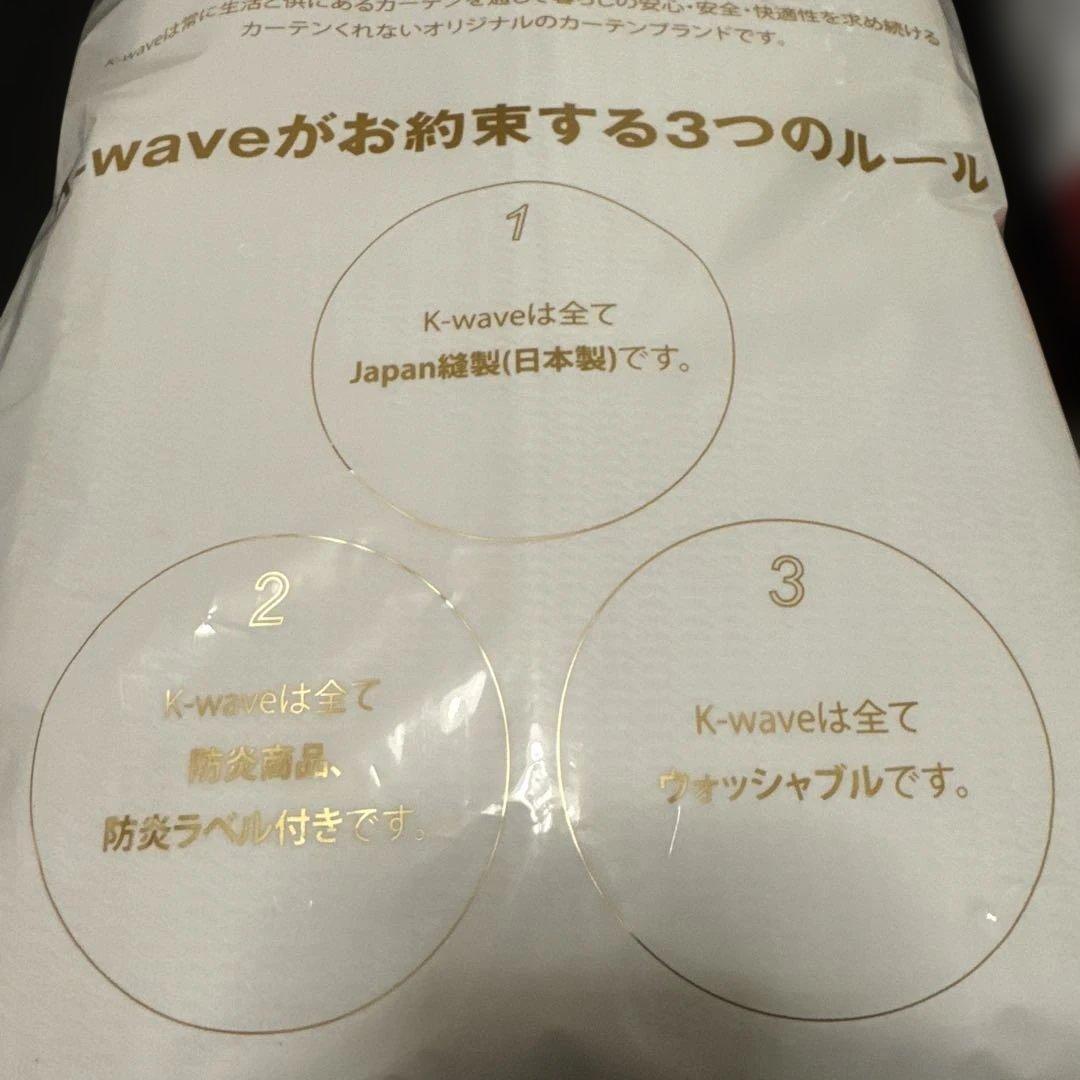 K-waveは常に生活と供にあるカーテンを通して暮らしの安心・安全・快適性を求め続ける
カーテンくれないオリジナルのカーテンブランドです。
K-waveがお約束する3つのルール
1
K-waveは全て
Japan縫製(日本製)です。
2
K-waveは全て
防炎商品、
防炎ラベル付きです。
3
K-waveは全て
ウォッシャブルです。